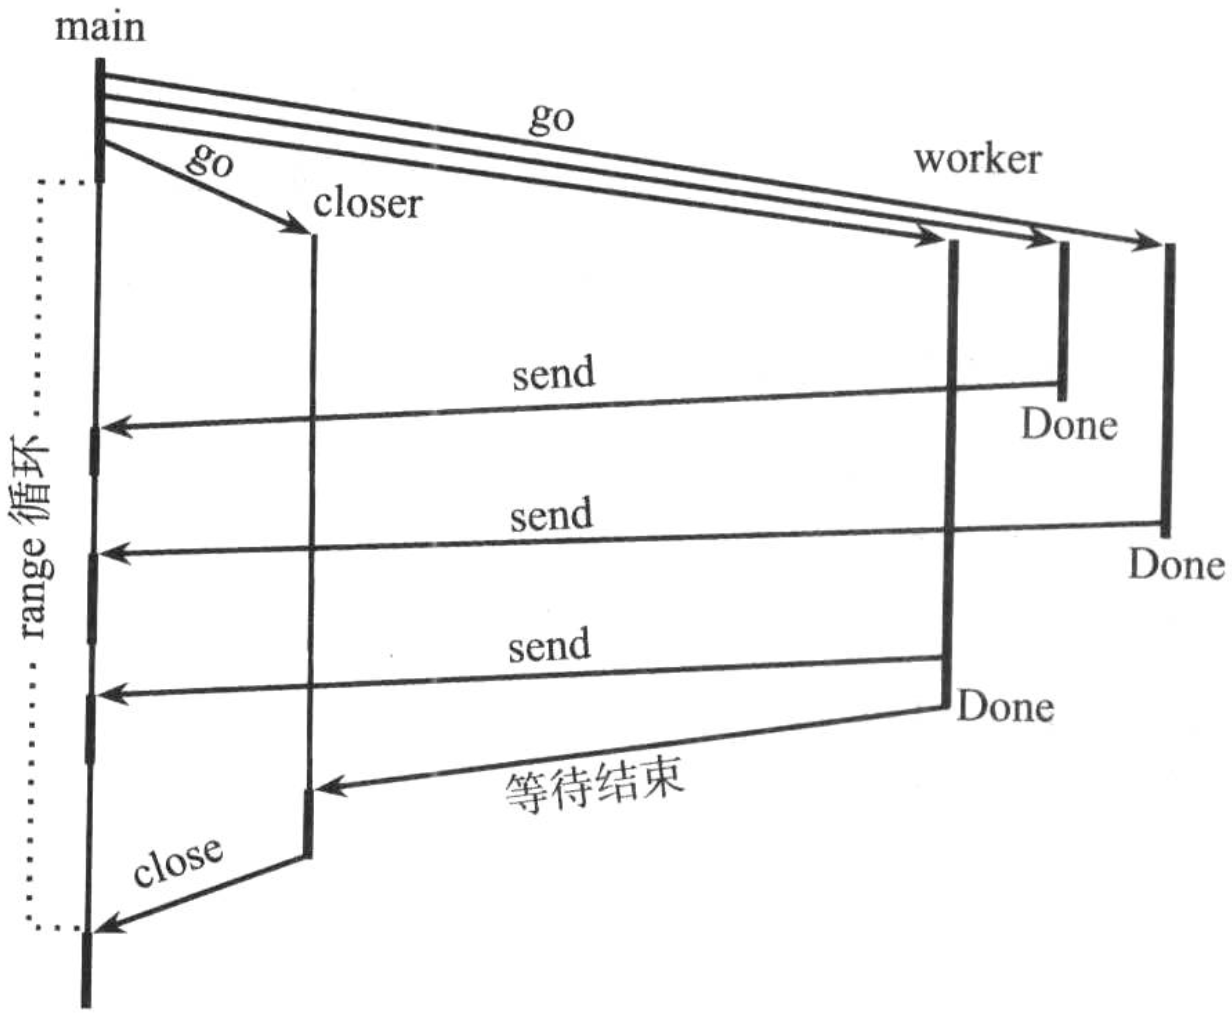 main
go
worker
go
closer
send
Done
range 循环
send
Done
send
Done
等待结束
close